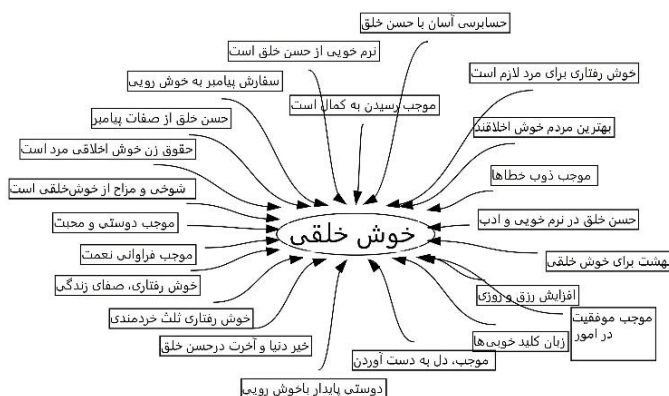 حسابرسی آسان با حسن خلق
نرم خویی از حسن خلق است
خوش رفتاری برای مرد لازم است
سفارش پیامبر به خوش رویی
موجب رسیدن به کمال است
حسن خلق از صفات پیامبر
بهترین مردم خوش اخلاقند
حقوق زن خوش اخلاقی مرد است
موجب ذوب خطاها
شوخی و مزاح از خوش‌خلقی است
حسن خلق در نرم خویی و ادب
موجب دوستی و محبت
خوش خلقی
موجب فراوانی نعمت
بهشت برای خوش خلقی
خوش رفتاری، صفای زندگی
افزایش رزق و روزی
موجب موفقیت
در امور
خوش رفتاری ثلث خردمندی
زبان کلید خوبی‌ها
خیر دنیا و آخرت درحسن خلق
موجب، دل به دست آوردن
دوستی پایدار باخوش رویی